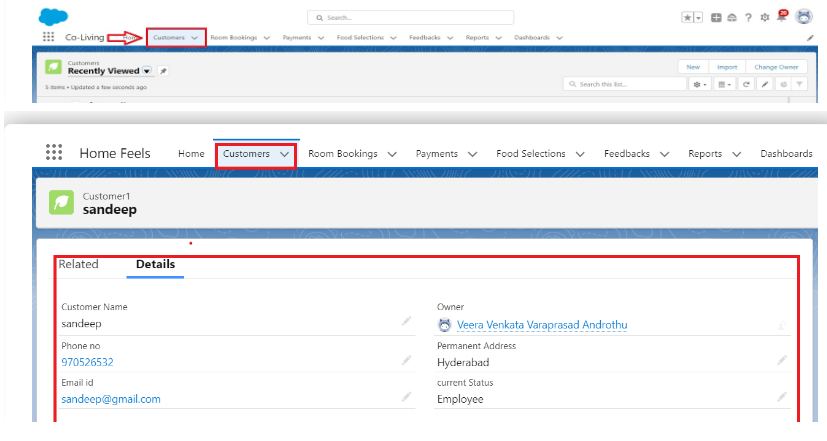 Search...
Co-Living Home Customers Room Bookings Payments Food Selections Feedbacks Reports Dashboards
Customers
Recently Viewed
New Import Change Owner
5 items • Updated a few seconds ago
Search this list...
Home Feels Home Customers Room Bookings Payments Food Selections Feedbacks Reports Dashboards
Customer1
sandeep
Related Details
Customer Name
sandeep
Owner
Veera Venkata Varaprasad Androthu
Phone no
970526532
Permanent Address
Hyderabad
Email id
sandeep@gmail.com
current Status
Employee